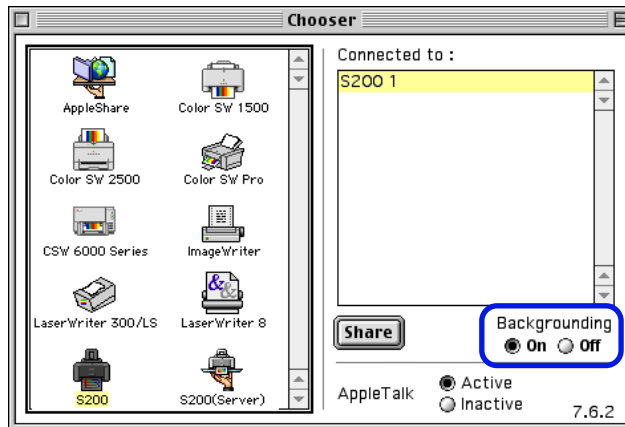 Chooser
AppleShare
Color SW 1500
Color SW 2500
Color SW Pro
CSW 6000 Series
ImageWriter
LaserWriter 300/LS
LaserWriter 8
S200
S200(Server)
Connected to :
S200 1
Share
Backgrounding
On Off
AppleTalk
Active
Inactive
7.6.2